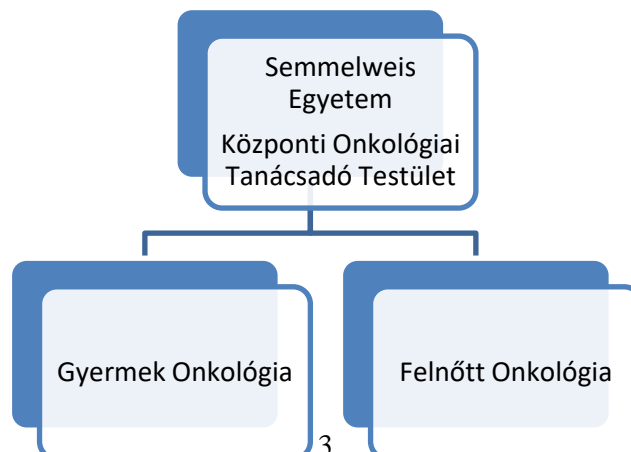 Semmelweis
Egyetem
Központi Onkológiai
Tanácsadó Testület
Gyermek Onkológia
Felnőtt Onkológia
3